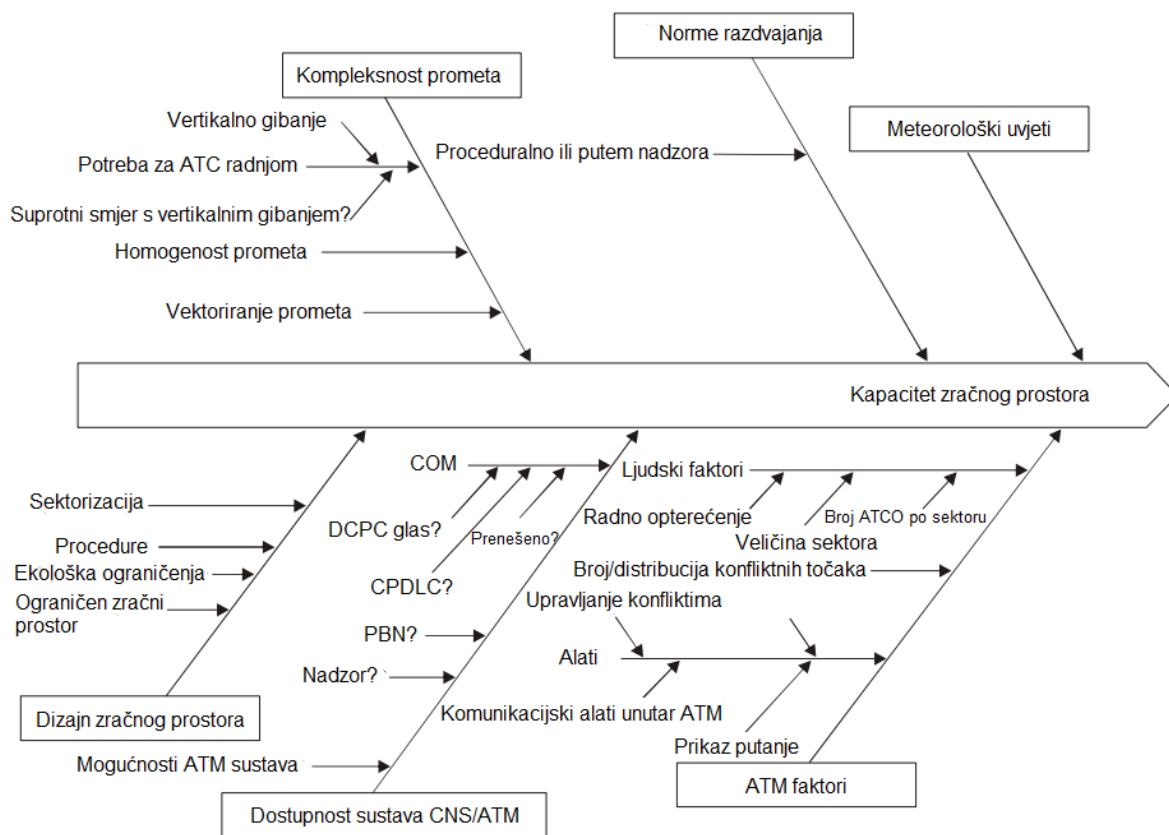 Norme razdvajanja
Kompleksnost prometa
Vertikalno gibanje
Meteorološki uvjeti
Proceduralno ili putem nadzora
Potreba za ATC radnjom
Suprotni smjer s vertikalnim gibanjem?
Homogenost prometa
Vektoriranje prometa
Kapacitet zračnog prostora
COM
Ljudski faktori
Sektorizacija
DCPC glas?
Prenešeno?
Radno opterećenje
Broj ATCO po sektoru
Veličina sektora
Procedure
Ekološka ograničenja
CPDLC?
Broj/distribucija konfliktnih točaka
Ograničen zračni
prostor
Upravljanje konfliktima
PBN?
Alati
Nadzor?
Komunikacijski alati unutar ATM
Dizajn zračnog prostora
Prikaz putanje
Mogućnosti ATM sustava
ATM faktori
Dostupnost sustava CNS/ATM